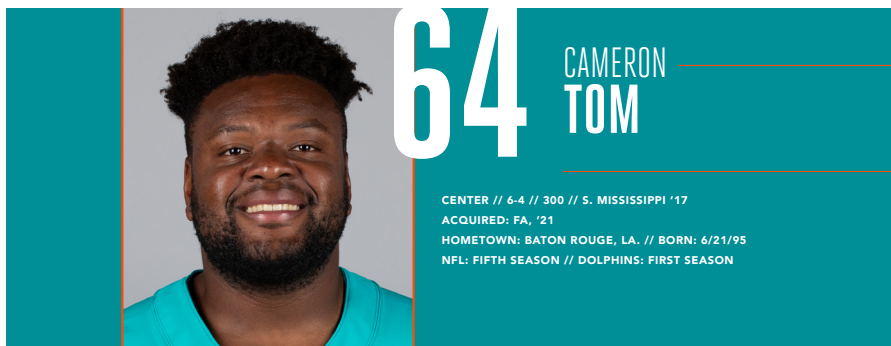 64
CAMERON
TOM
CENTER // 6-4 // 300 // S. MISSISSIPPI '17
ACQUIRED: FA, '21
HOMETOWN: BATON ROUGE, LA. // BORN: 6/21/95
NFL: FIFTH SEASON // DOLPHINS: FIRST SEASON